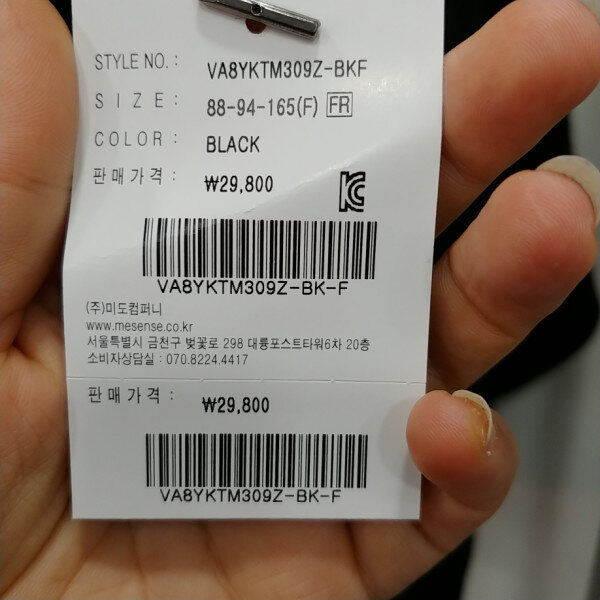 STYLE NO. : VA8YKTM309Z-BKF
SIZE : 88-94-165(F) FR
COLOR : BLACK
판매가격 : ₩29,800
VA8YKTM309Z-BK-F
(주)미도컴퍼니
www.mesense.co.kr
서울특별시 금천구 벚꽃로 298 대륭포스트타워6차 20층
소비자상담실 : 070.8224.4417
판매가격 : ₩29,800
VA8YKTM309Z-BK-F